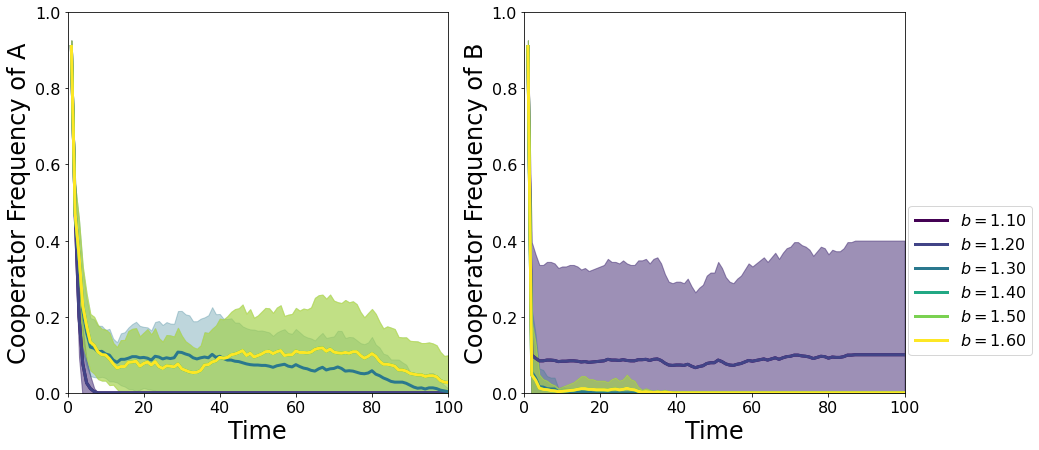 Cooperator Frequency of A
1.0
0.8
0.6
0.4
0.2
0.0
0 20 40 60 80 100
Time
Cooperator Frequency of B
1.0
0.8
0.6
0.4
0.2
0.0
0 20 40 60 80 100
Time
b = 1.10
b = 1.20
b = 1.30
b = 1.40
b = 1.50
b = 1.60